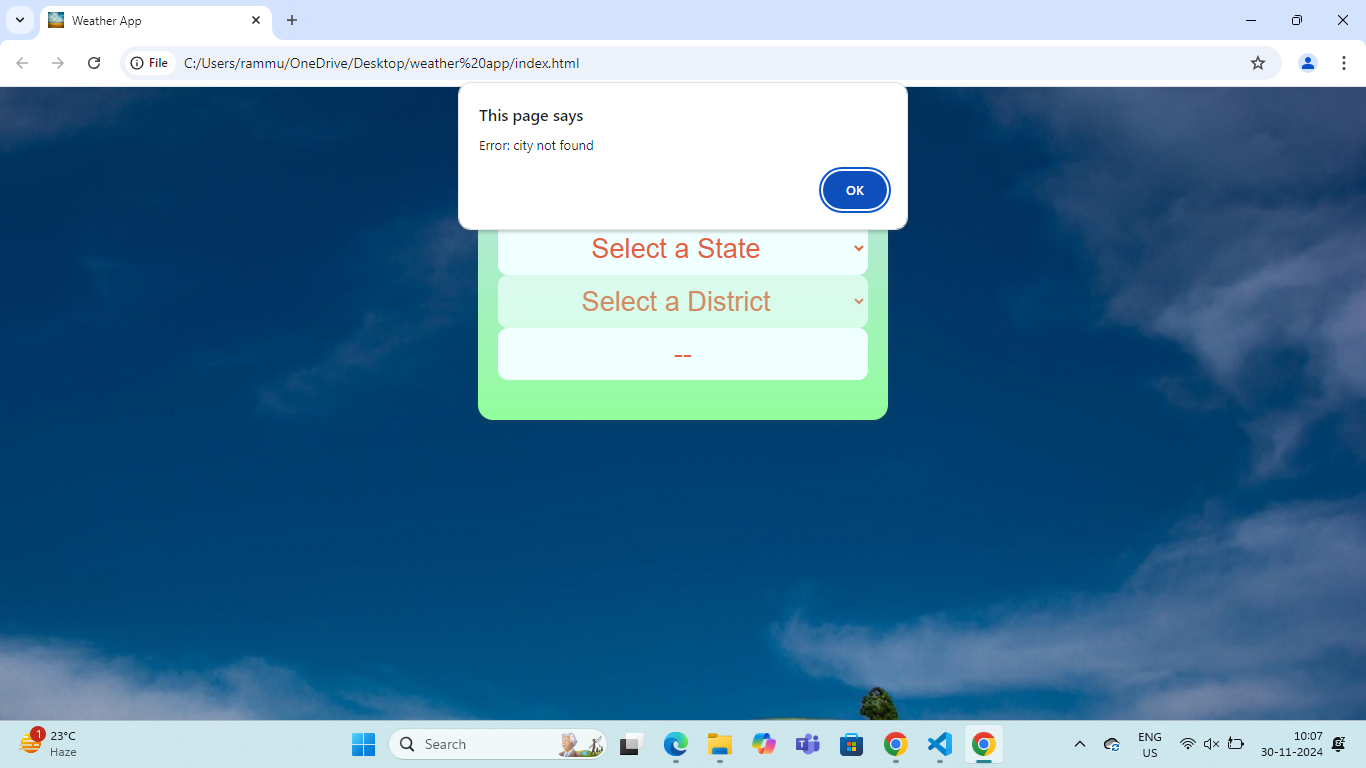 Weather App
File
C:/Users/rammu/OneDrive/Desktop/weather%20app/index.html
This page says
Error: city not found
OK
Select a State
Select a District
--
1
23°C
Haze
Search
ENG
US
10:07
30-11-2024